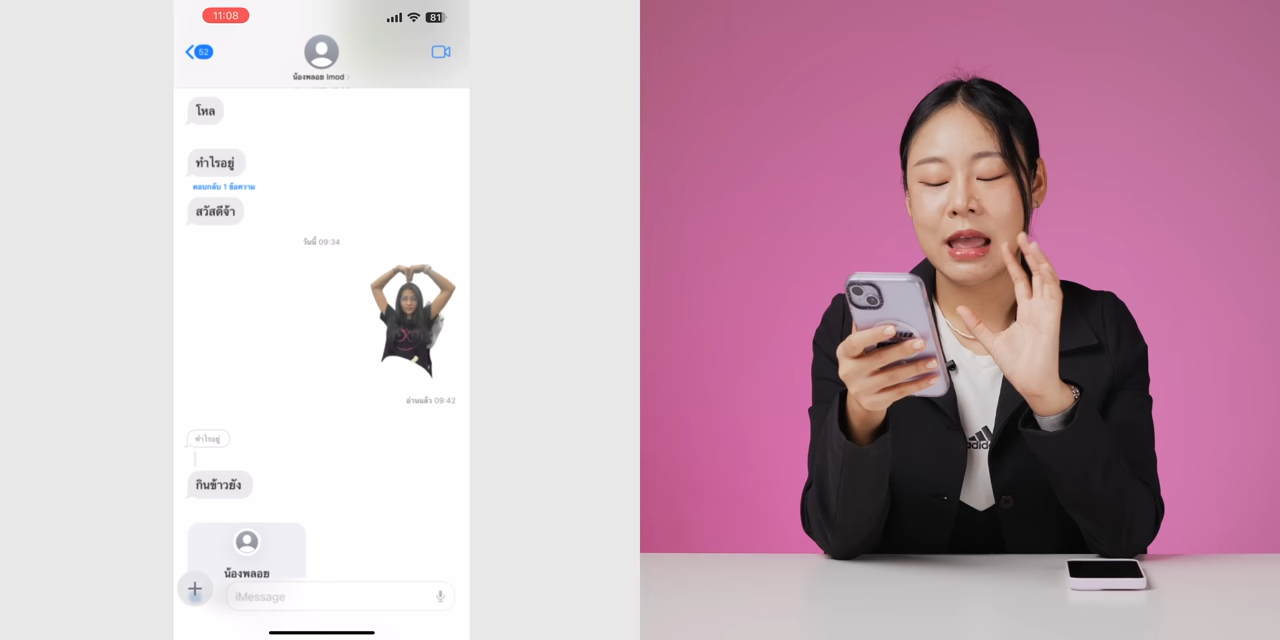 11:08
81
52
น้องพลอย Imod
โหล
ทำไรอยู่
ตอบกลับ 1 ข้อความ
สวัสดีจ้า
วันนี้ 09:34
อ่านแล้ว 09:42
ทำไรอยู่
กินข้าวยัง
น้องพลอย
iMessage
adidas